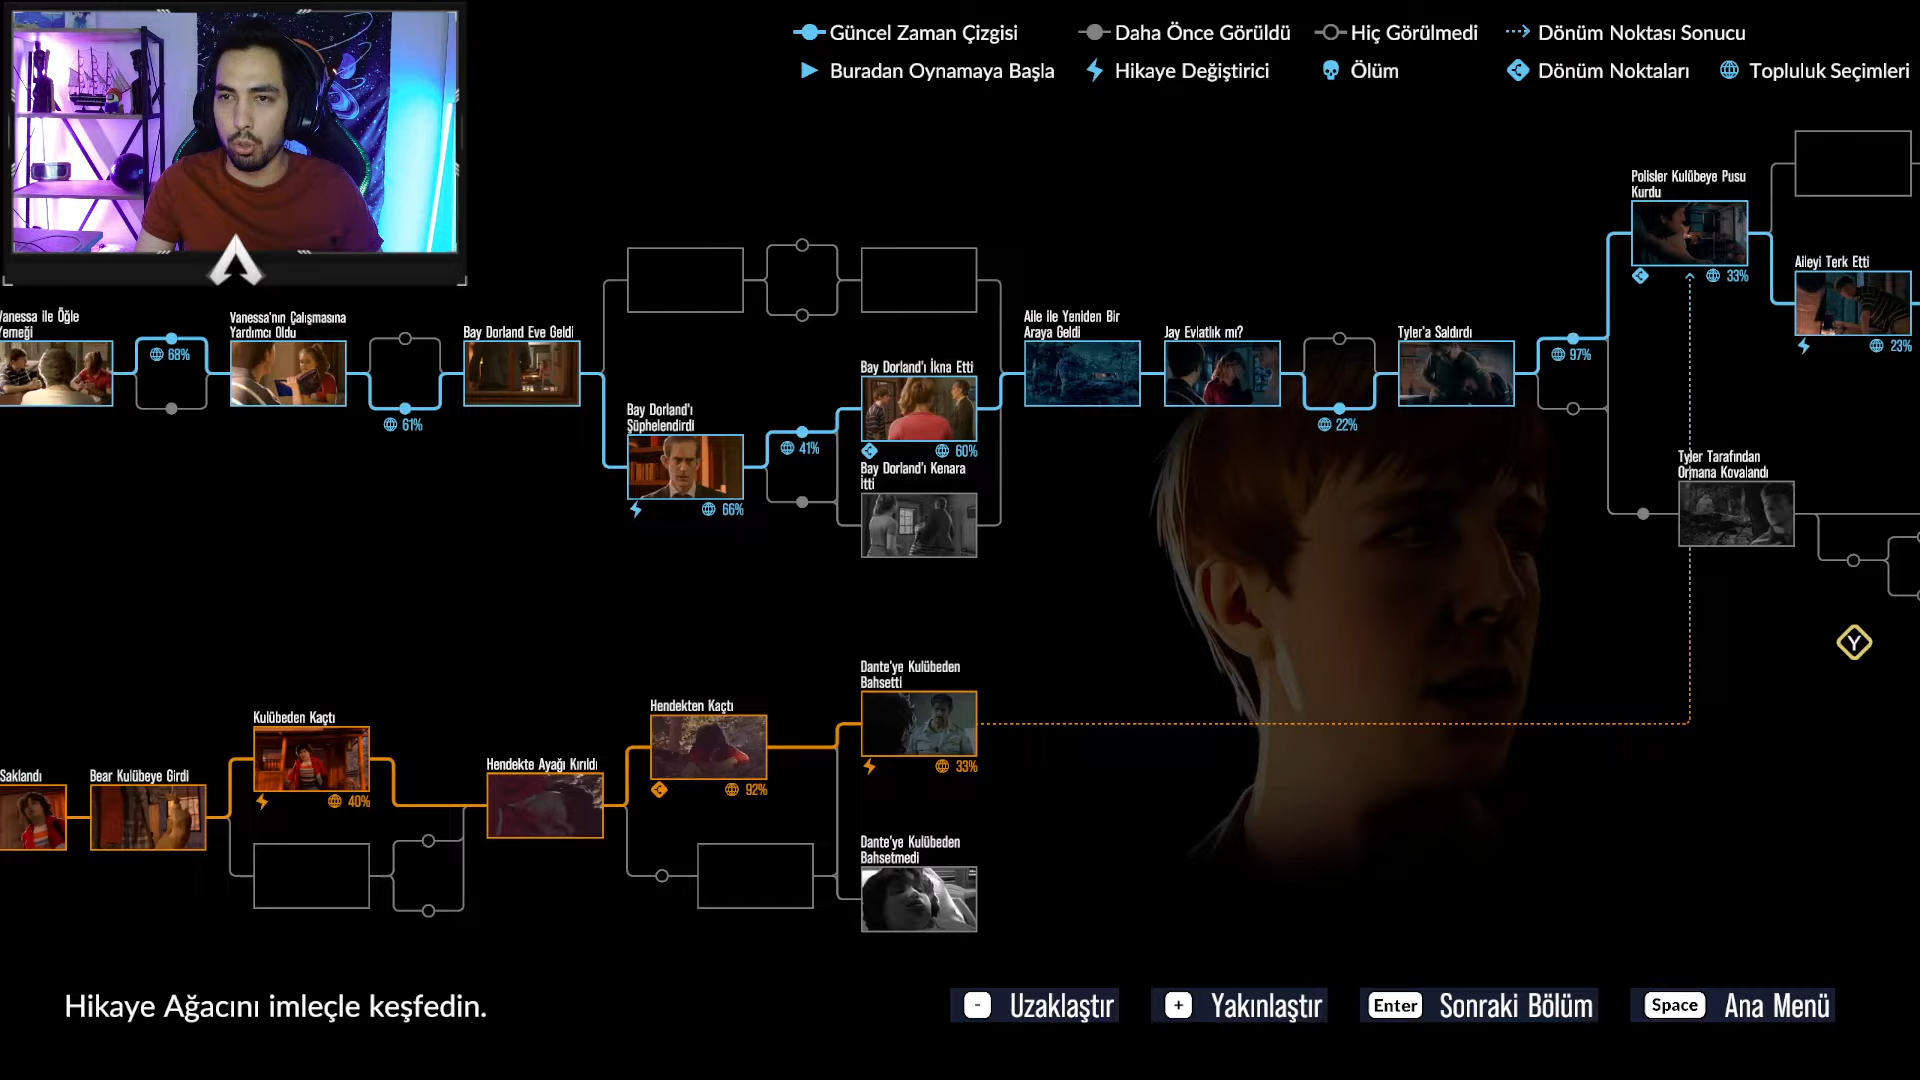 Güncel Zaman Çizgisi
Daha Önce Görüldü
Hiç Görülmedi
Dönüm Noktası Sonucu
Buradan Oynamaya Başla
Hikaye Değiştirici
Ölüm
Dönüm Noktaları
Topluluk Seçimleri
Polisler Kulübeye Pusu
Kurdu
33%
Aileyi Terk Etti
23%
Vanessa ile Öğle
Yemeği
68%
Vanessa'nın Çalışmasına
Yardımcı Oldu
61%
Bay Dorland Eve Geldi
Bay Dorland'ı
Şüphelendirdi
66%
41%
Bay Dorland'ı İkna Etti
60%
Bay Dorland'ı Kenara
İtti
Aile ile Yeniden Bir
Araya Geldi
Jay Evlatlık mı?
22%
Tyler'a Saldırdı
97%
Tyler Tarafından
Ormana Kovalandı
Y
Saklandı
Bear Kulübeye Girdi
Kulübeden Kaçtı
40%
Hendekte Ayağı Kırıldı
Hendekten Kaçtı
92%
Dante'ye Kulübeden
Bahsetti
33%
Dante'ye Kulübeden
Bahsetmedi
Hikaye Ağacını imleçle keşfedin.
- Uzaklaştır
+ Yakınlaştır
Enter Sonraki Bölüm
Space Ana Menü